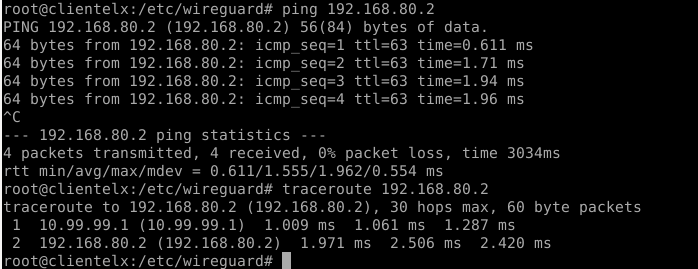 root@clientelx:/etc/wireguard# ping 192.168.80.2
PING 192.168.80.2 (192.168.80.2) 56(84) bytes of data.
64 bytes from 192.168.80.2: icmp_seq=1 ttl=63 time=0.611 ms
64 bytes from 192.168.80.2: icmp_seq=2 ttl=63 time=1.71 ms
64 bytes from 192.168.80.2: icmp_seq=3 ttl=63 time=1.94 ms
64 bytes from 192.168.80.2: icmp_seq=4 ttl=63 time=1.96 ms
^C
--- 192.168.80.2 ping statistics ---
4 packets transmitted, 4 received, 0% packet loss, time 3034ms
rtt min/avg/max/mdev = 0.611/1.555/1.962/0.554 ms
root@clientelx:/etc/wireguard# traceroute 192.168.80.2
traceroute to 192.168.80.2 (192.168.80.2), 30 hops max, 60 byte packets
 1  10.99.99.1 (10.99.99.1)  1.009 ms  1.061 ms  1.287 ms
 2  192.168.80.2 (192.168.80.2)  1.971 ms  2.506 ms  2.420 ms
root@clientelx:/etc/wireguard#